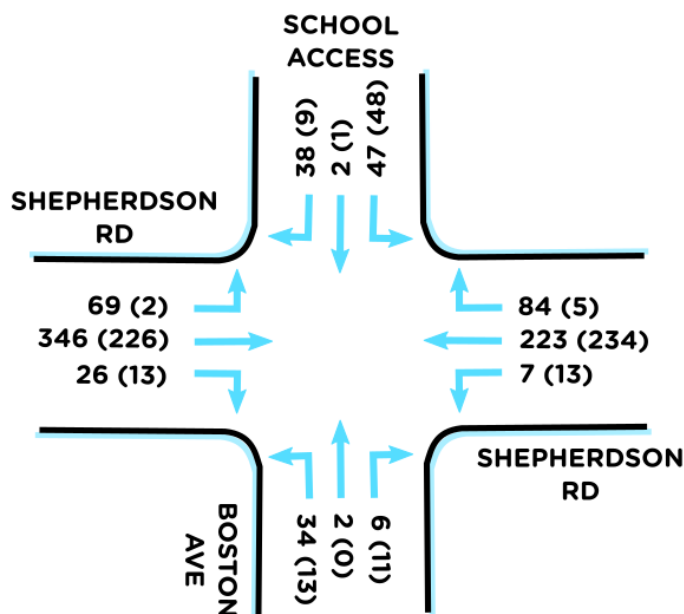 SCHOOL
ACCESS
38 (9)
2 (1)
47 (48)
SHEPHERDSON
RD
69 (2)
346 (226)
26 (13)
84 (5)
223 (234)
7 (13)
SHEPHERDSON
RD
BOSTON
AVE
34 (13)
2 (0)
6 (11)